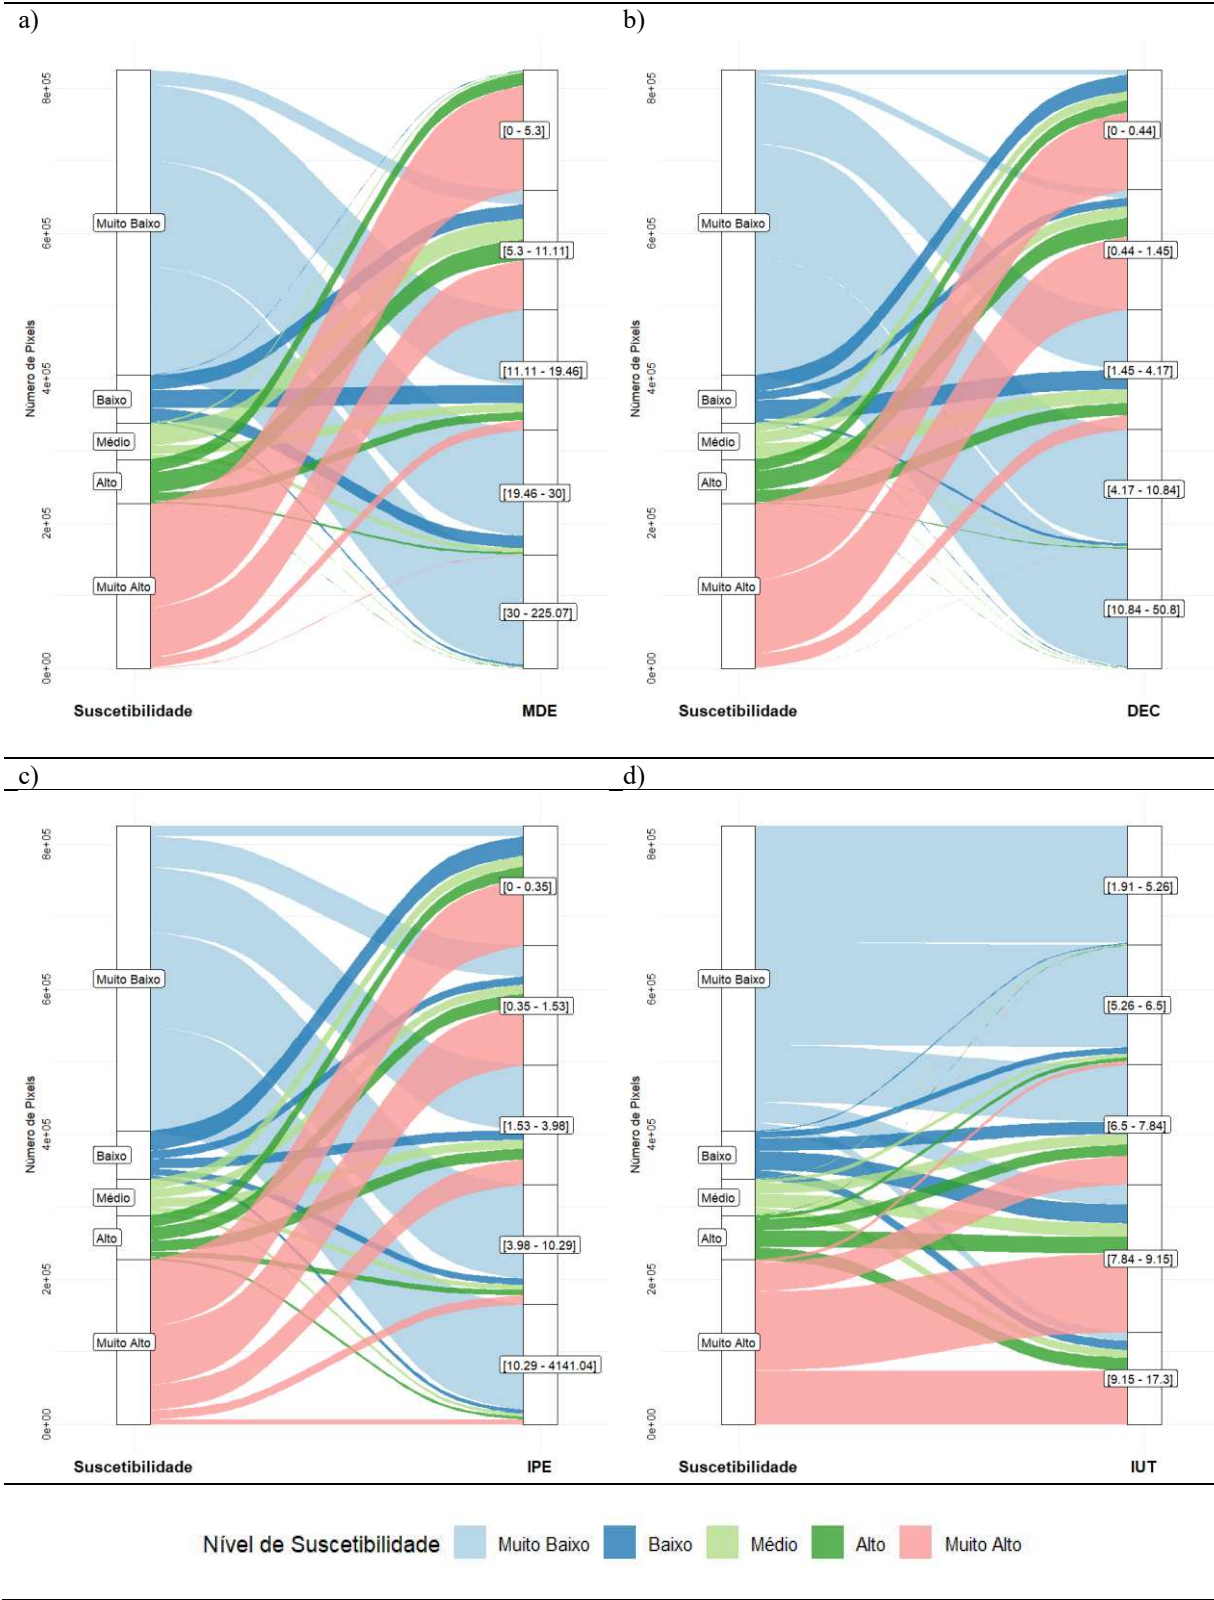 a)
8e+05
6e+05
4e+05
2e+05
0e+00
Número de Pixels
Muito Baixo
Baixo
Médio
Alto
Muito Alto
[0 - 5.3]
[5.3 - 11.11]
[11.11 - 19.46]
[19.46 - 30]
[30 - 225.07]
Suscetibilidade
MDE
b)
8e+05
6e+05
4e+05
2e+05
0e+00
Número de Pixels
Muito Baixo
Baixo
Médio
Alto
Muito Alto
[0 - 0.44]
[0.44 - 1.45]
[1.45 - 4.17]
[4.17 - 10.84]
[10.84 - 50.8]
Suscetibilidade
DEC
c)
8e+05
6e+05
4e+05
2e+05
0e+00
Número de Pixels
Muito Baixo
Baixo
Médio
Alto
Muito Alto
[0 - 0.35]
[0.35 - 1.53]
[1.53 - 3.98]
[3.98 - 10.29]
[10.29 - 4141.04]
Suscetibilidade
IPE
d)
8e+05
6e+05
4e+05
2e+05
0e+00
Número de Pixels
Muito Baixo
Baixo
Médio
Alto
Muito Alto
[1.91 - 5.26]
[5.26 - 6.5]
[6.5 - 7.84]
[7.84 - 9.15]
[9.15 - 17.3]
Suscetibilidade
IUT
Nível de Suscetibilidade Muito Baixo Baixo Médio Alto Muito Alto